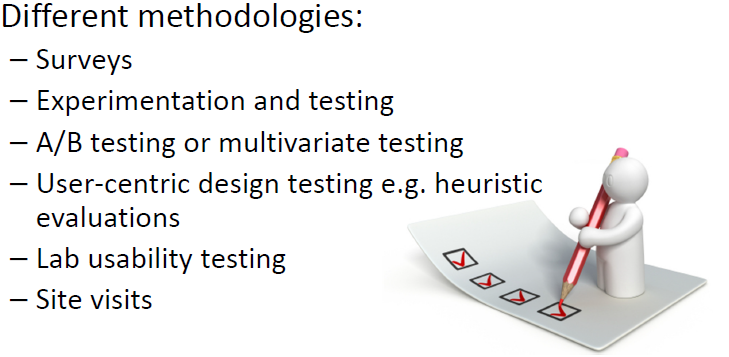 Different methodologies:
– Surveys
– Experimentation and testing
– A/B testing or multivariate testing
– User-centric design testing e.g. heuristic
evaluations
– Lab usability testing
– Site visits